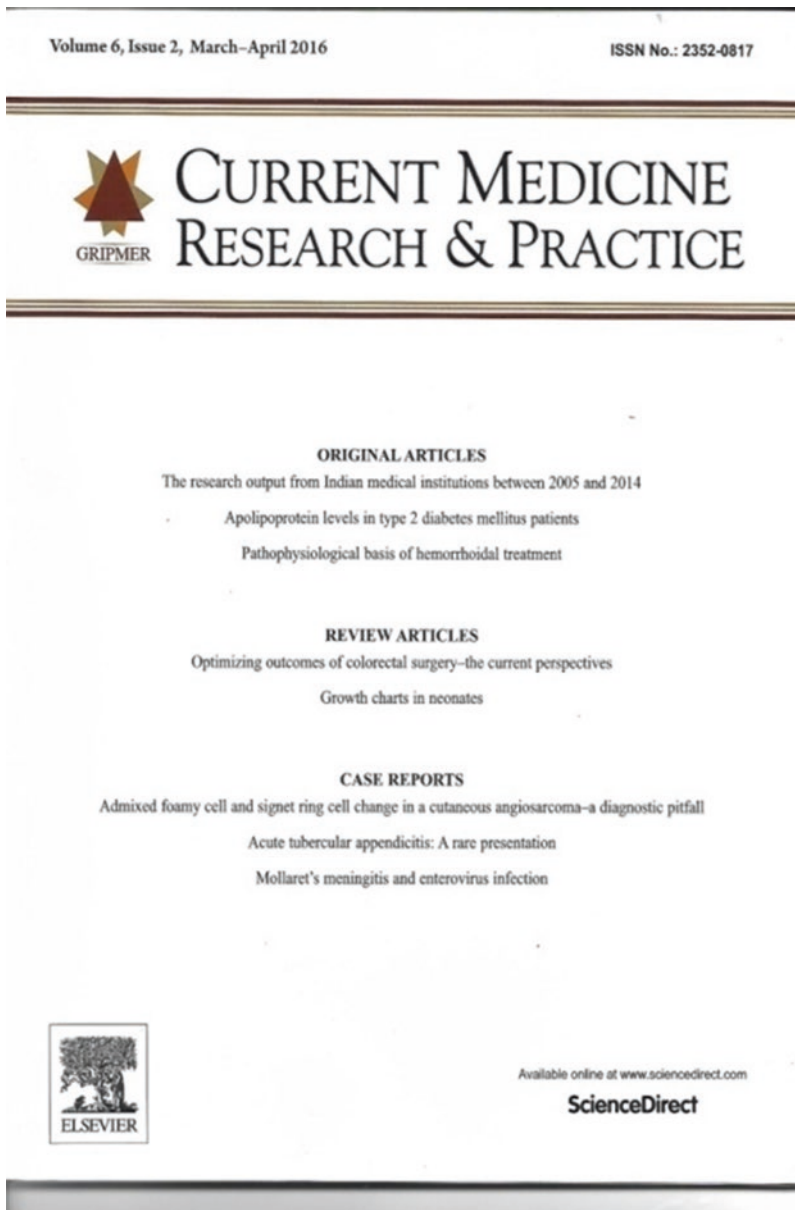 Volume 6, Issue 2, March–April 2016
ISSN No.: 2352-0817
GRIPMER
CURRENT MEDICINE
RESEARCH & PRACTICE
ORIGINAL ARTICLES
The research output from Indian medical institutions between 2005 and 2014
Apolipoprotein levels in type 2 diabetes mellitus patients
Pathophysiological basis of hemorrhoidal treatment
REVIEW ARTICLES
Optimizing outcomes of colorectal surgery–the current perspectives
Growth charts in neonates
CASE REPORTS
Admixed foamy cell and signet ring cell change in a cutaneous angiosarcoma–a diagnostic pitfall
Acute tubercular appendicitis: A rare presentation
Mollaret's meningitis and enterovirus infection
ELSEVIER
Available online at www.sciencedirect.com
ScienceDirect